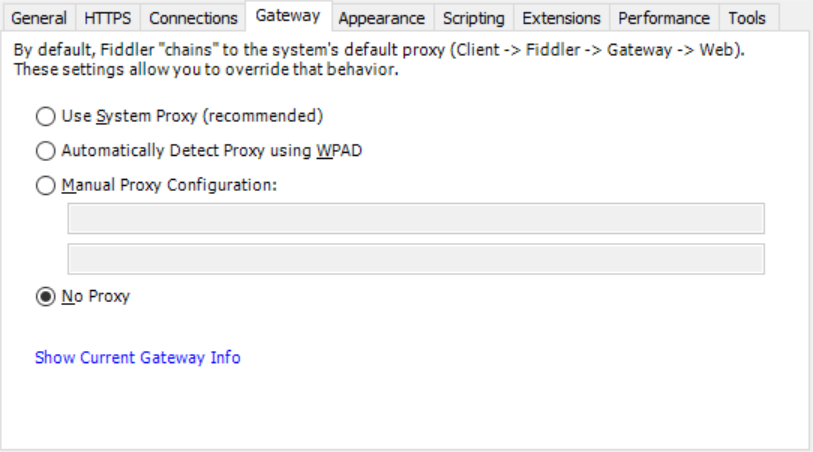 General HTTPS Connections Gateway Appearance Scripting Extensions Performance Tools
By default, Fiddler "chains" to the system's default proxy (Client -> Fiddler -> Gateway -> Web).
These settings allow you to override that behavior.
Use System Proxy (recommended)
Automatically Detect Proxy using WPAD
Manual Proxy Configuration:
No Proxy
Show Current Gateway Info